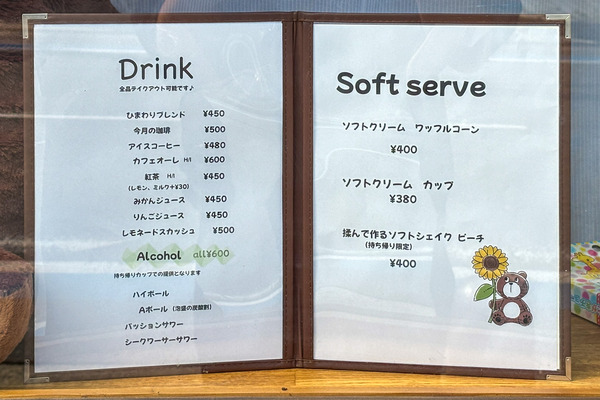 Drink
全品テイクアウト可能です♪
ひまわりブレンド ¥450
今月の珈琲 ¥500
アイスコーヒー ¥480
カフェオーレ H/I ¥600
紅茶 H/I ¥450
(レモン、ミルク+¥30)
みかんジュース ¥450
りんごジュース ¥450
レモネードスカッシュ ¥500
Alcohol all¥600
持ち帰りカップでの提供となります
ハイボール
Aボール (泡盛の炭酸割)
パッションサワー
シークワーサーサワー
Soft serve
ソフトクリーム ワッフルコーン
¥400
ソフトクリーム カップ
¥380
揉んで作るソフトシェイク ピーチ
(持ち帰り限定)
¥400